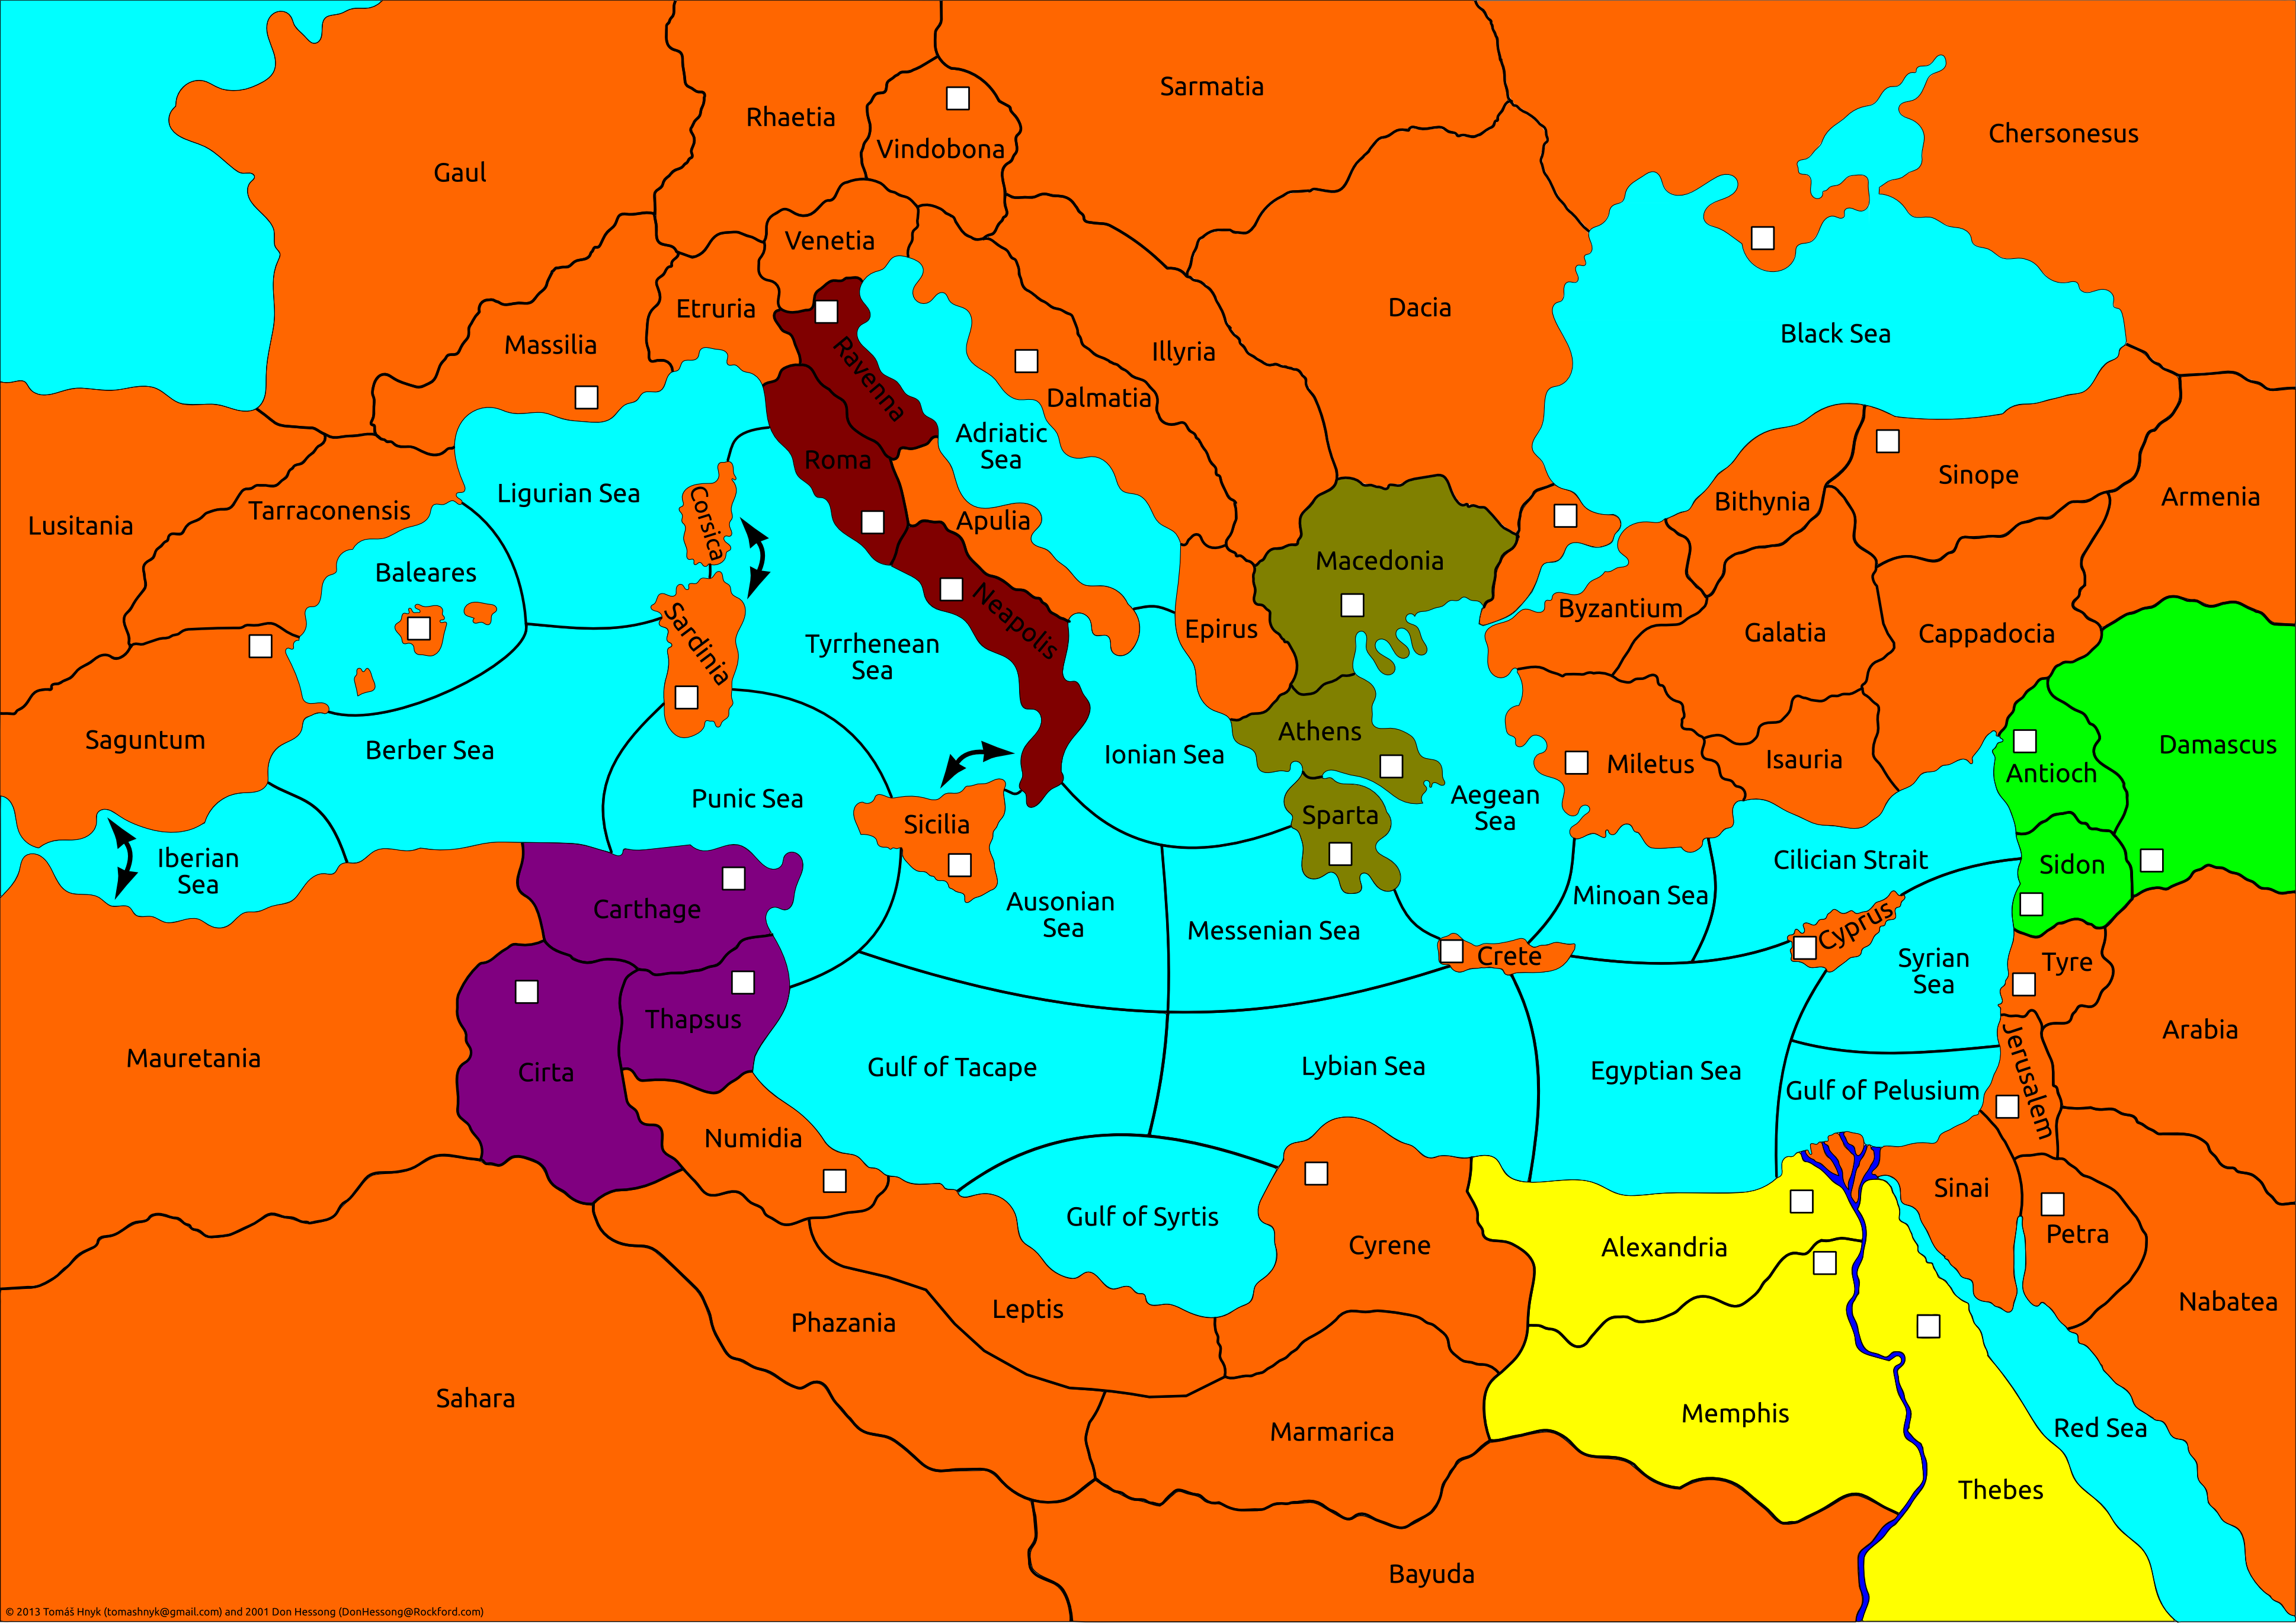 Sarmatia
Rhaetia
Chersonesus
Vindobona
Gaul
Venetia
Etruria
Dacia
Black Sea
Massilia
Illyria
Ravenna
Dalmatia
Adriatic
Sea
Roma
Sinope
Ligurian Sea
Armenia
Bithynia
Tarraconensis
Lusitania
Corsica
Apulia
Macedonia
Baleares
Byzantium
Neapolis
Epirus
Galatia
Cappadocia
Sardinia
Tyrrhenean
Sea
Athens
Saguntum
Berber Sea
Ionian Sea
Damascus
Isauria
Miletus
Antioch
Punic Sea
Aegean
Sea
Sparta
Sicilia
Iberian
Sea
Cilician Strait
Sidon
Minoan Sea
Carthage
Ausonian
Sea
Messenian Sea
Cyprus
Crete
Syrian
Sea
Tyre
Thapsus
Arabia
Mauretania
Cirta
Gulf of Tacape
Lybian Sea
Egyptian Sea
Jerusalem
Gulf of Pelusium
Numidia
Sinai
Gulf of Syrtis
Petra
Cyrene
Alexandria
Nabatea
Leptis
Phazania
Sahara
Memphis
Red Sea
Marmarica
Thebes
Bayuda
© 2013 Tomáš Hnyk (tomashnyk@gmail.com) and 2001 Don Hessong (DonHessong@Rockford.com)